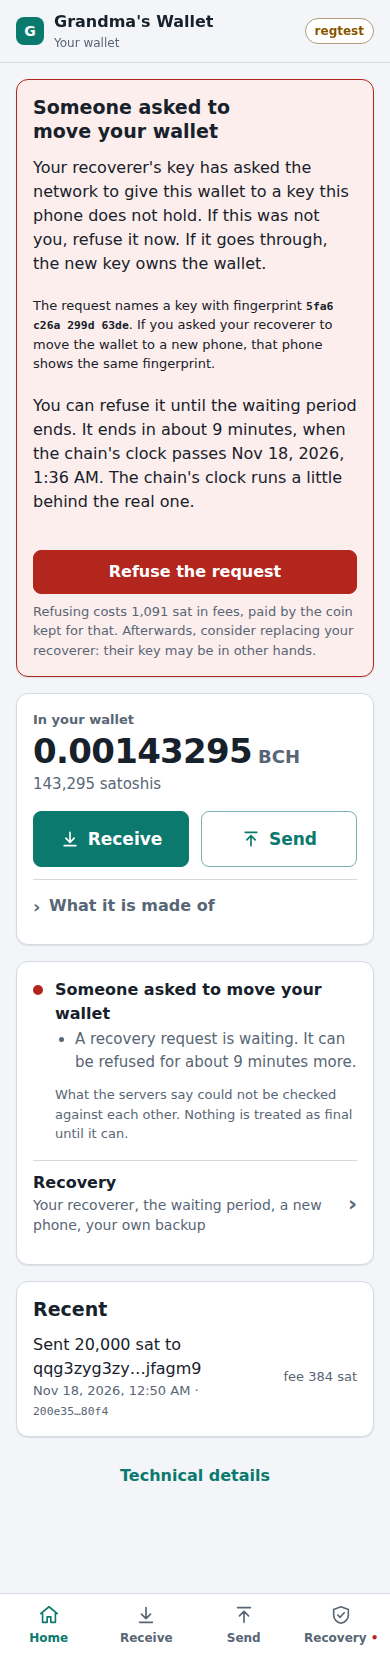 G
Grandma's Wallet
Your wallet
regtest
Someone asked to
move your wallet
Your recoverer's key has asked the
network to give this wallet to a key this
phone does not hold. If this was not
you, refuse it now. If it goes through,
the new key owns the wallet.
The request names a key with fingerprint 5fa6
c26a 299d 63de. If you asked your recoverer to
move the wallet to a new phone, that phone
shows the same fingerprint.
You can refuse it until the waiting period
ends. It ends in about 9 minutes, when
the chain's clock passes Nov 18, 2026,
1:36 AM. The chain's clock runs a little
behind the real one.
Refuse the request
Refusing costs 1,091 sat in fees, paid by the coin
kept for that. Afterwards, consider replacing your
recoverer: their key may be in other hands.
In your wallet
0.00143295 BCH
143,295 satoshis
Receive
Send
› What it is made of
Someone asked to move your
wallet
• A recovery request is waiting. It can
be refused for about 9 minutes more.
What the servers say could not be checked
against each other. Nothing is treated as final
until it can.
Recovery
Your recoverer, the waiting period, a new
phone, your own backup
›
Recent
Sent 20,000 sat to
qqg3zyg3zy…jfagm9
Nov 18, 2026, 12:50 AM ·
200e35…80f4
fee 384 sat
Technical details
Home
Receive
Send
Recovery •